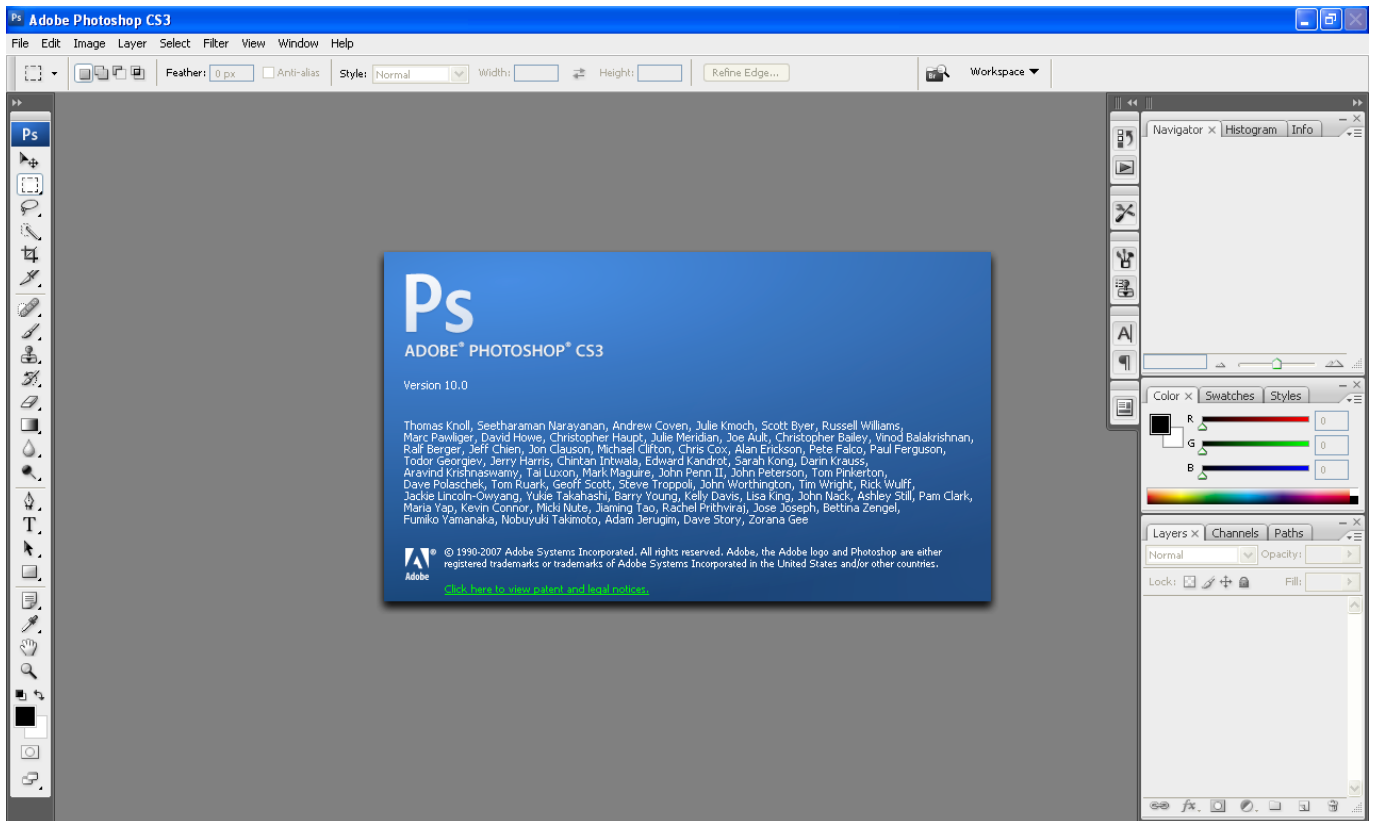 Ps Adobe Photoshop CS3
File Edit Image Layer Select Filter View Window Help
Feather: 0 px Anti-alias Style: Normal Width: Height: Refine Edge... Workspace
Ps
Navigator Histogram Info
Ps
ADOBE® PHOTOSHOP® CS3
Version 10.0
Thomas Knoll, Seetharaman Narayanan, Andrew Coven, Julie Kmoch, Scott Byer, Russell Williams,
Marc Pawliger, David Howe, Christopher Haupt, Julie Meridian, Joe Ault, Christopher Bailey, Vinod Balakrishnan,
Ralf Berger, Jeff Chien, Jon Clauson, Michael Clifton, Chris Cox, Alan Erickson, Pete Falco, Paul Ferguson,
Todor Georgiev, Jerry Harris, Chintan Intwala, Edward Kandrot, Sarah Kong, Darin Krauss,
Aravind Krishnaswamy, Tai Luxon, Mark Maguire, John Penn II, John Peterson, Tom Pinkerton,
Dave Polaschek, Tom Ruark, Geoff Scott, Steve Troppoli, John Worthington, Tim Wright, Rick Wulff,
Jackie Lincoln-Owyang, Yukie Takahashi, Barry Young, Kelly Davis, Lisa King, John Nack, Ashley Still, Pam Clark,
Maria Yap, Kevin Connor, Micki Nute, Jiaming Tao, Rachel Prithviraj, Jose Joseph, Bettina Zengel,
Fumiko Yamanaka, Nobuyuki Takimoto, Adam Jerugim, Dave Story, Zorana Gee
Adobe
© 1990-2007 Adobe Systems Incorporated. All rights reserved. Adobe, the Adobe logo and Photoshop are either
registered trademarks or trademarks of Adobe Systems Incorporated in the United States and/or other countries.
Click here to view patent and legal notices.
Color Swatches Styles
R 0
G 0
B 0
Layers Channels Paths
Normal Opacity:
Lock: Fill: